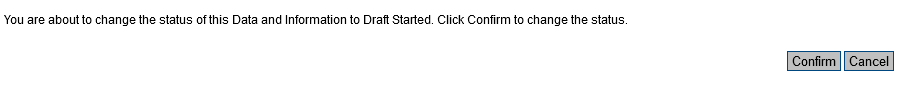 You are about to change the status of this Data and Information to Draft Started. Click Confirm to change the status.
Confirm Cancel